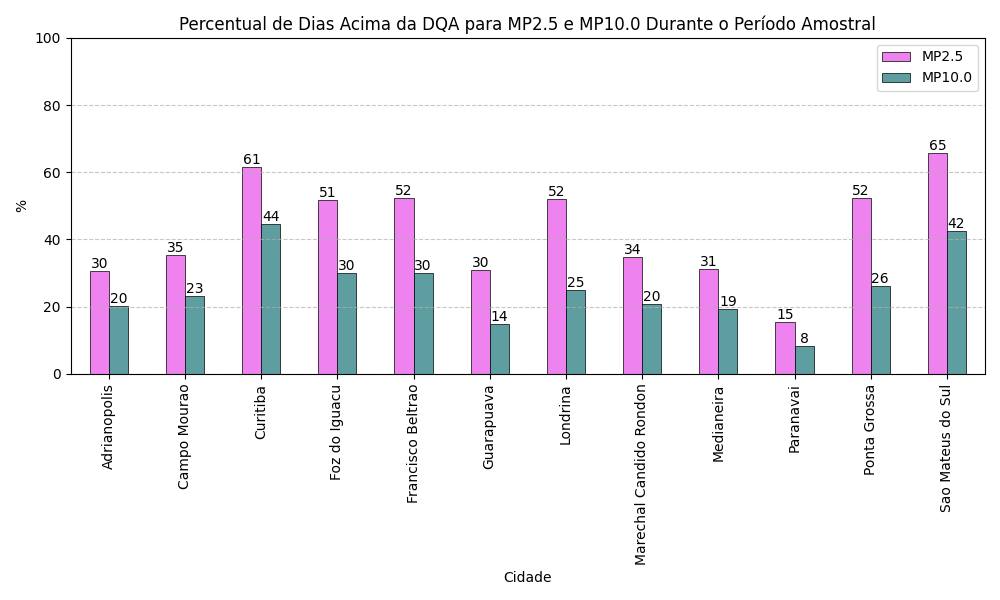 Percentual de Dias Acima da DQA para MP2.5 e MP10.0 Durante o Período Amostral
MP2.5
MP10.0
%
100
80
60
40
20
0
30
20
35
23
61
44
51
30
52
30
30
14
52
25
34
20
31
19
15
8
52
26
65
42
Adrianopolis
Campo Mourao
Curitiba
Foz do Iguacu
Francisco Beltrao
Guarapuava
Londrina
Marechal Candido Rondon
Medianeira
Paranavai
Ponta Grossa
Sao Mateus do Sul
Cidade